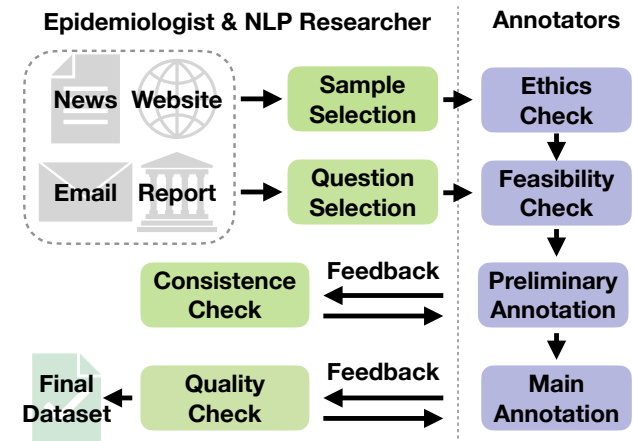 Epidemiologist & NLP Researcher
Annotators
News
Website
Sample
Selection
Ethics
Check
Email
Report
Question
Selection
Feasibility
Check
Consistence
Check
Feedback
Preliminary
Annotation
Final
Dataset
Quality
Check
Feedback
Main
Annotation